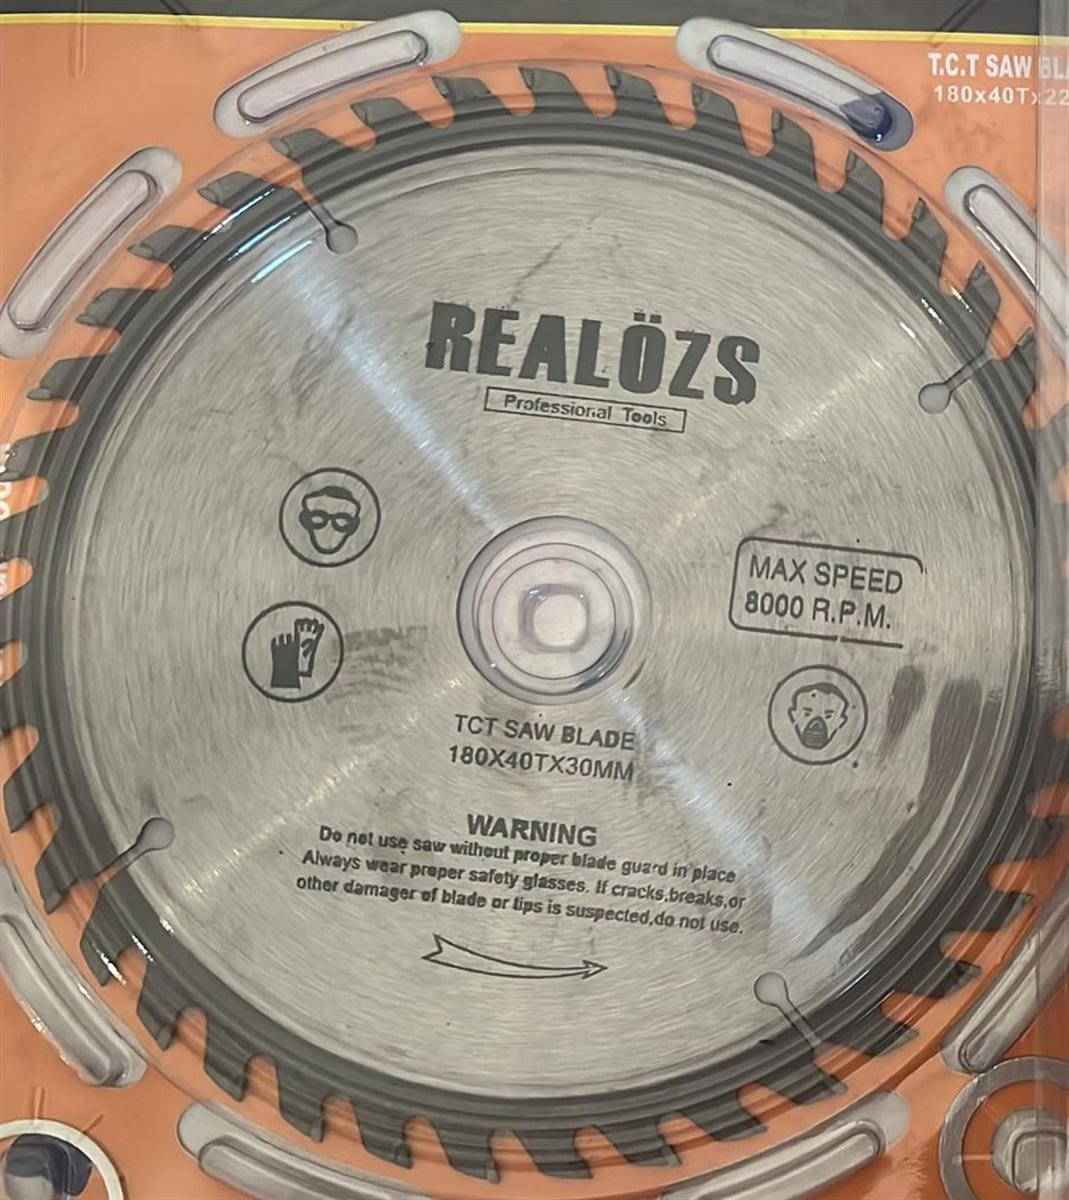 T.C.T SAW BLA
180x40Tx22
REALÖZS
Professional Tools
MAX SPEED
8000 R.P.M.
TCT SAW BLADE
180X40TX30MM
WARNING
Do not use saw without proper blade guard in place
Always wear proper safety glasses. If cracks,breaks,or
other damager of blade or tips is suspected,do not use.